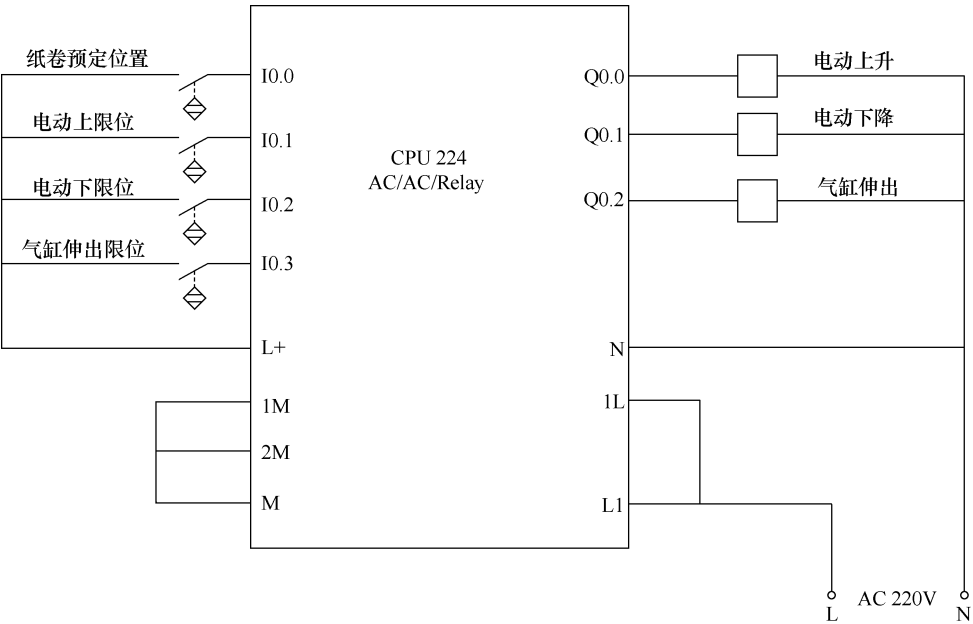 纸卷预定位置
I0.0
电动上限位
I0.1
电动下限位
I0.2
气缸伸出限位
I0.3
L+
1M
2M
M
CPU 224
AC/AC/Relay
Q0.0
电动上升
Q0.1
电动下降
Q0.2
气缸伸出
N
1L
L1
L
AC 220V
N